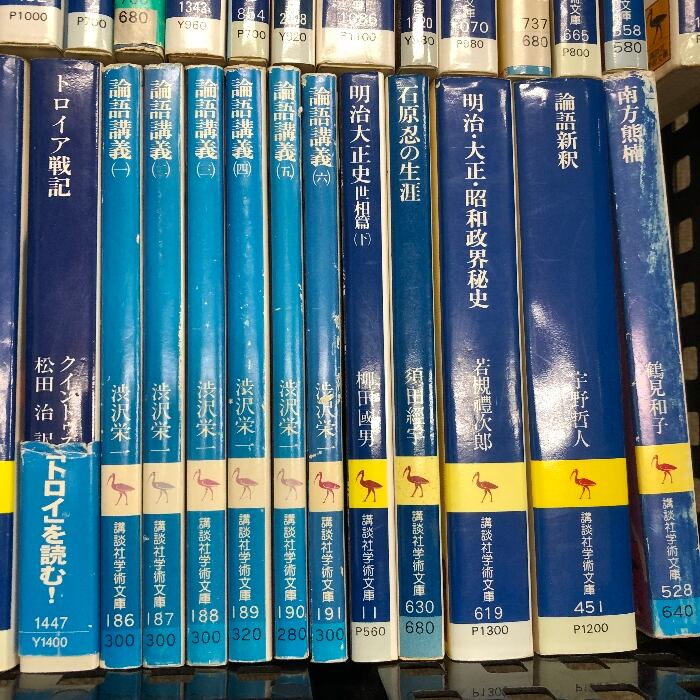 P1000
P700
680
1343
Y960
P700
2028
Y920
1086
P1100
P980
737
680
665
P800
580
トロイア戦記
松田 治 訳
「トロイ」を読む!
1447
Y1400
論語講義(一)
渋沢栄一
講談社学術文庫
186
300
論語講義(二)
渋沢栄一
講談社学術文庫
187
300
論語講義(三)
渋沢栄一
講談社学術文庫
188
300
論語講義(四)
渋沢栄一
講談社学術文庫
189
320
論語講義(五)
渋沢栄一
講談社学術文庫
190
280
論語講義(六)
渋沢栄一
講談社学術文庫
191
300
明治大正史 世相篇(下)
柳田國男
講談社学術文庫
11
P560
石原忍の生涯
須田經宇
講談社学術文庫
630
680
明治・大正・昭和政界秘史
若槻禮次郎
講談社学術文庫
619
P1300
論語新釈
宇野哲人
講談社学術文庫
451
P1200
南方熊楠
鶴見和子
講談社学術文庫
528
640